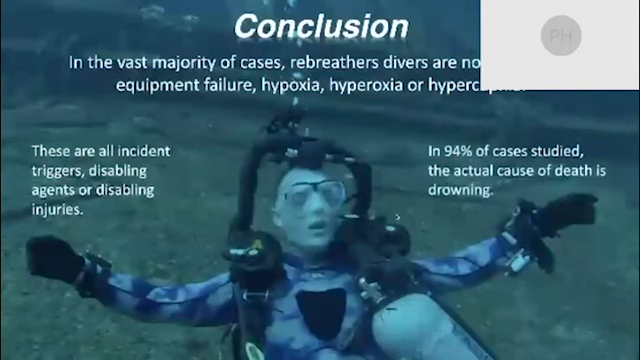 Conclusion
PH
In the vast majority of cases, rebreathers divers are no
equipment failure, hypoxia, hyperoxia or
These are all incident
triggers, disabling
agents or disabling
injuries.
In 94% of cases studied,
the actual cause of death is
drowning.